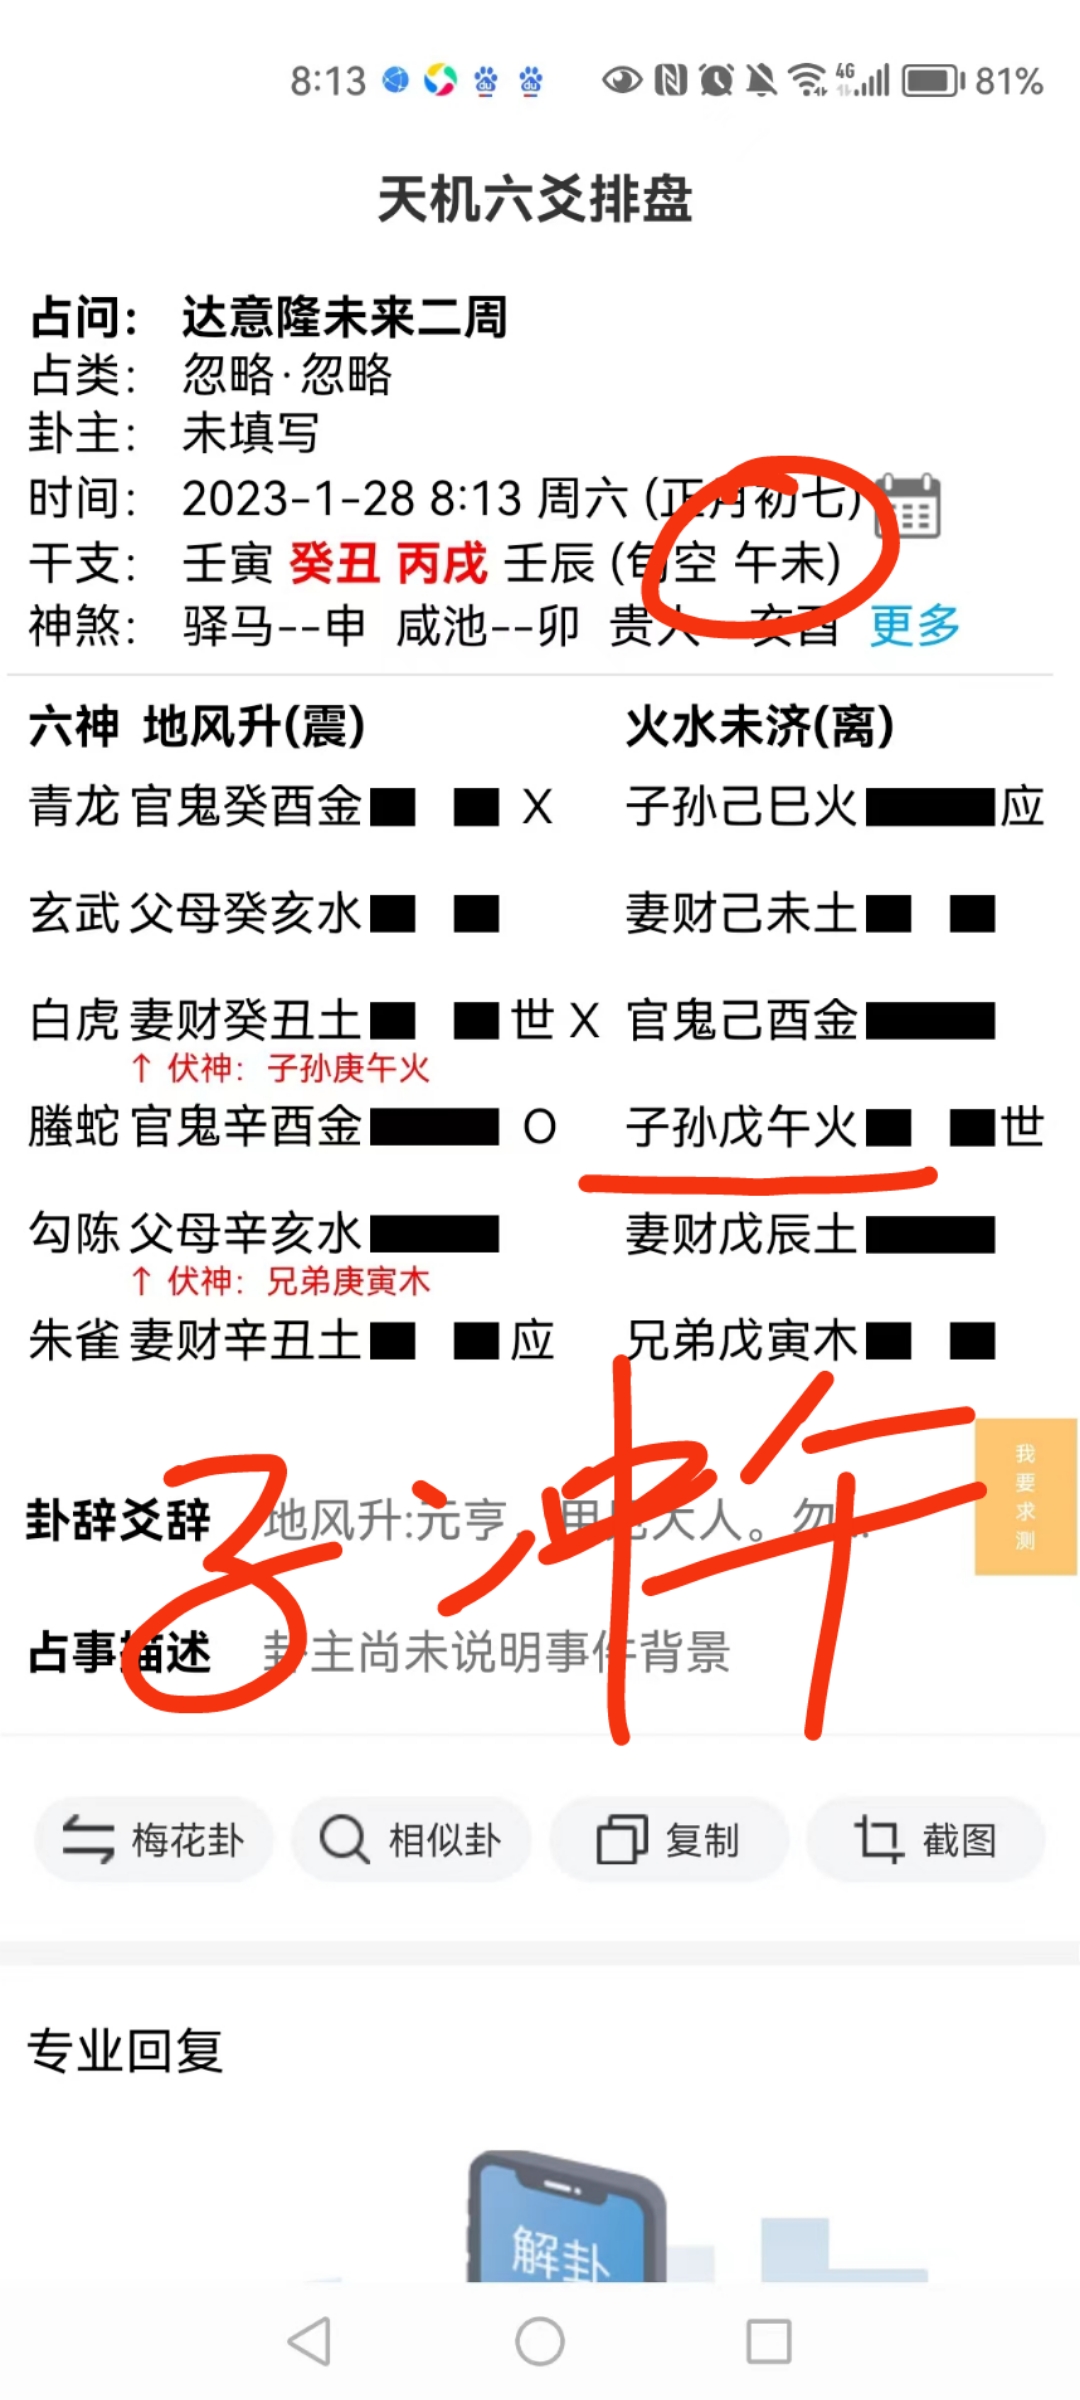 8:13 4G 81%
天机六爻排盘
占问： 达意隆未来二周
占类： 忽略·忽略
卦主： 未填写
时间： 2023-1-28 8:13 周六 (正月初七)
干支： 壬寅 癸丑 丙戌 壬辰 (旬空 午未)
神煞： 驿马--申 咸池--卯 贵人--亥酉 更多
六神 地风升(震) 火水未济(离)
青龙 官鬼癸酉金 X 子孙己巳火 应
玄武 父母癸亥水 妻财己未土
白虎 妻财癸丑土 世 X 官鬼己酉金
↑ 伏神：子孙庚午火
螣蛇 官鬼辛酉金 O 子孙戊午火 世
勾陈 父母辛亥水 妻财戊辰土
↑ 伏神：兄弟庚寅木
朱雀 妻财辛丑土 应 兄弟戊寅木
子冲午
我要求测
卦辞爻辞 地风升:元亨，用见大人。勿...
占事描述 卦主尚未说明事件背景
梅花卦 相似卦 复制 截图
专业回复
解卦